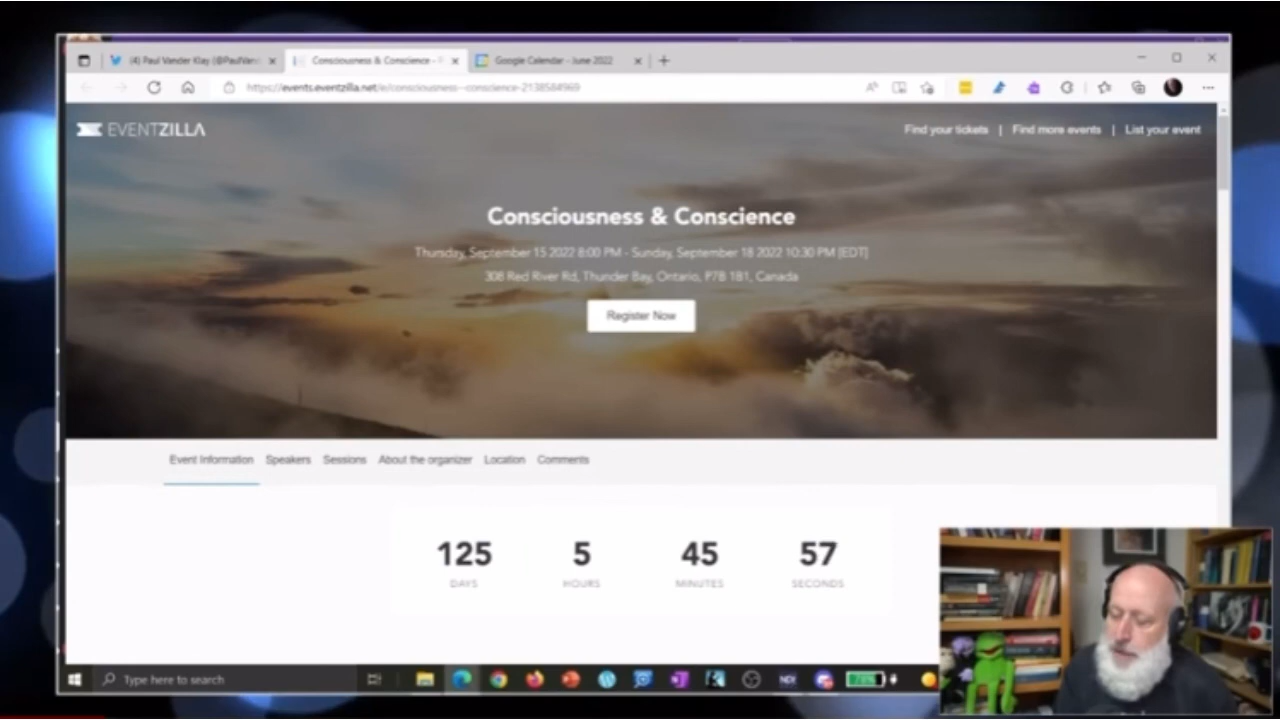 (4) Paul Vander Klay (@PaulVand
Consciousness & Conscience -
Google Calendar - June 2022
https://events.eventzilla.net/e/consciousness--conscience-2138584969
EVENTZILLA
Find your tickets | Find more events | List your event
Consciousness & Conscience
Thursday, September 15 2022 8:00 PM - Sunday, September 18 2022 10:30 PM [EDT]
308 Red River Rd, Thunder Bay, Ontario, P7B 1B1, Canada
Register Now
Event Information Speakers Sessions About the organizer Location Comments
125 5 45 57
DAYS HOURS MINUTES SECONDS
Type here to search